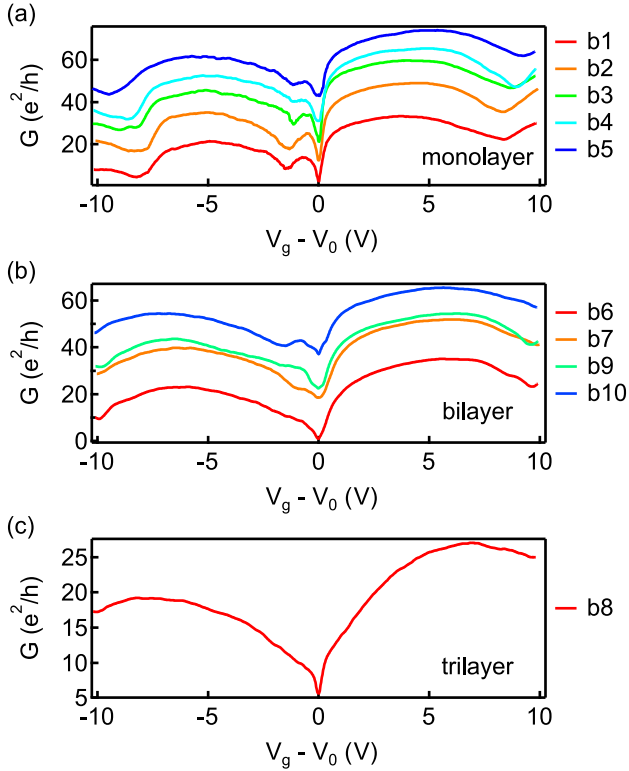 (a)
60
40
20
G (e²/h)
monolayer
b1
b2
b3
b4
b5
-10 -5 0 5 10
V_g - V_0 (V)
(b)
60
40
20
0
G (e²/h)
bilayer
b6
b7
b9
b10
-10 -5 0 5 10
V_g - V_0 (V)
(c)
25
20
15
10
5
G (e²/h)
trilayer
b8
-10 -5 0 5 10
V_g - V_0 (V)